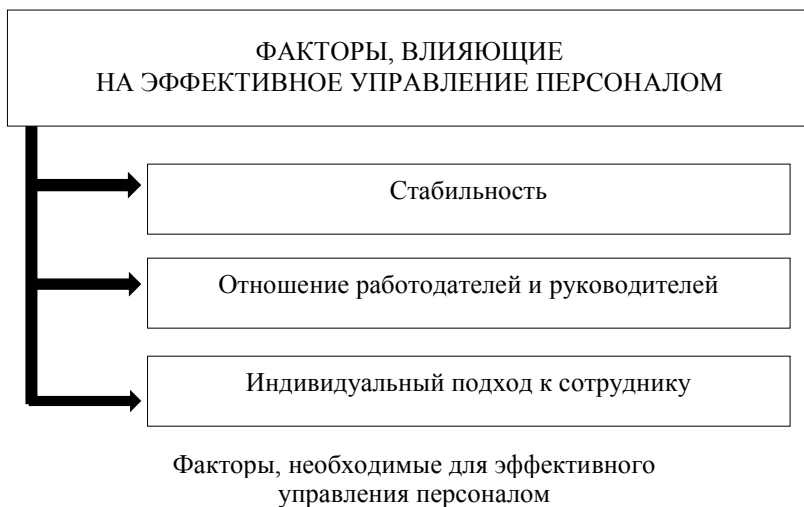 ФАКТОРЫ, ВЛИЯЮЩИЕ
НА ЭФФЕКТИВНОЕ УПРАВЛЕНИЕ ПЕРСОНАЛОМ
Стабильность
Отношение работодателей и руководителей
Индивидуальный подход к сотруднику
Факторы, необходимые для эффективного
управления персоналом